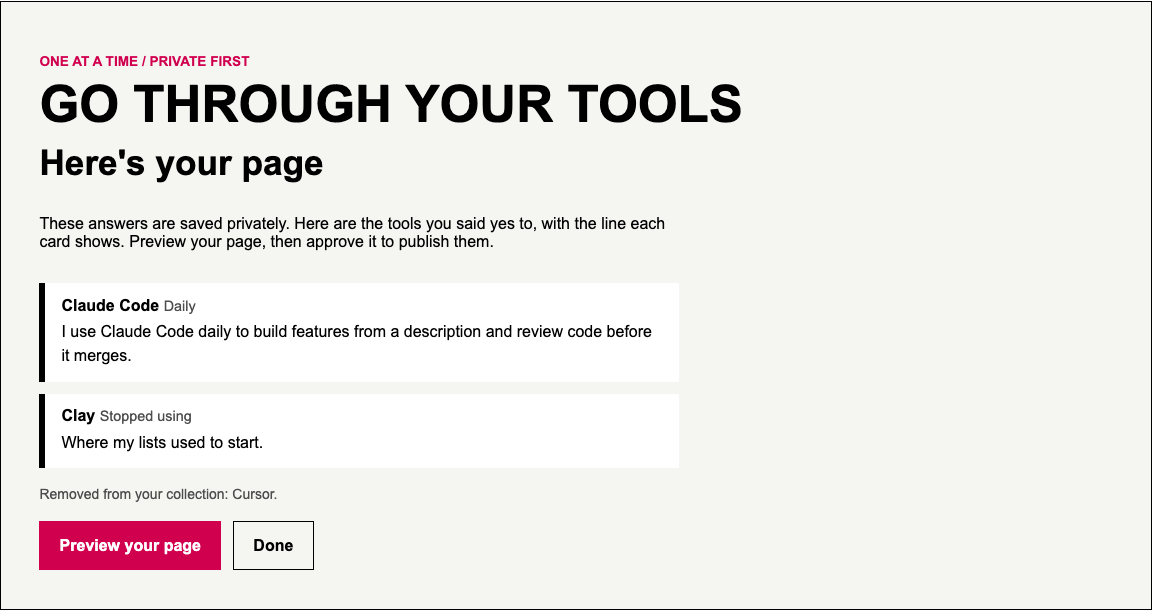 ONE AT A TIME / PRIVATE FIRST
GO THROUGH YOUR TOOLS
Here's your page
These answers are saved privately. Here are the tools you said yes to, with the line each
card shows. Preview your page, then approve it to publish them.
Claude Code Daily
I use Claude Code daily to build features from a description and review code before
it merges.
Clay Stopped using
Where my lists used to start.
Removed from your collection: Cursor.
Preview your page Done